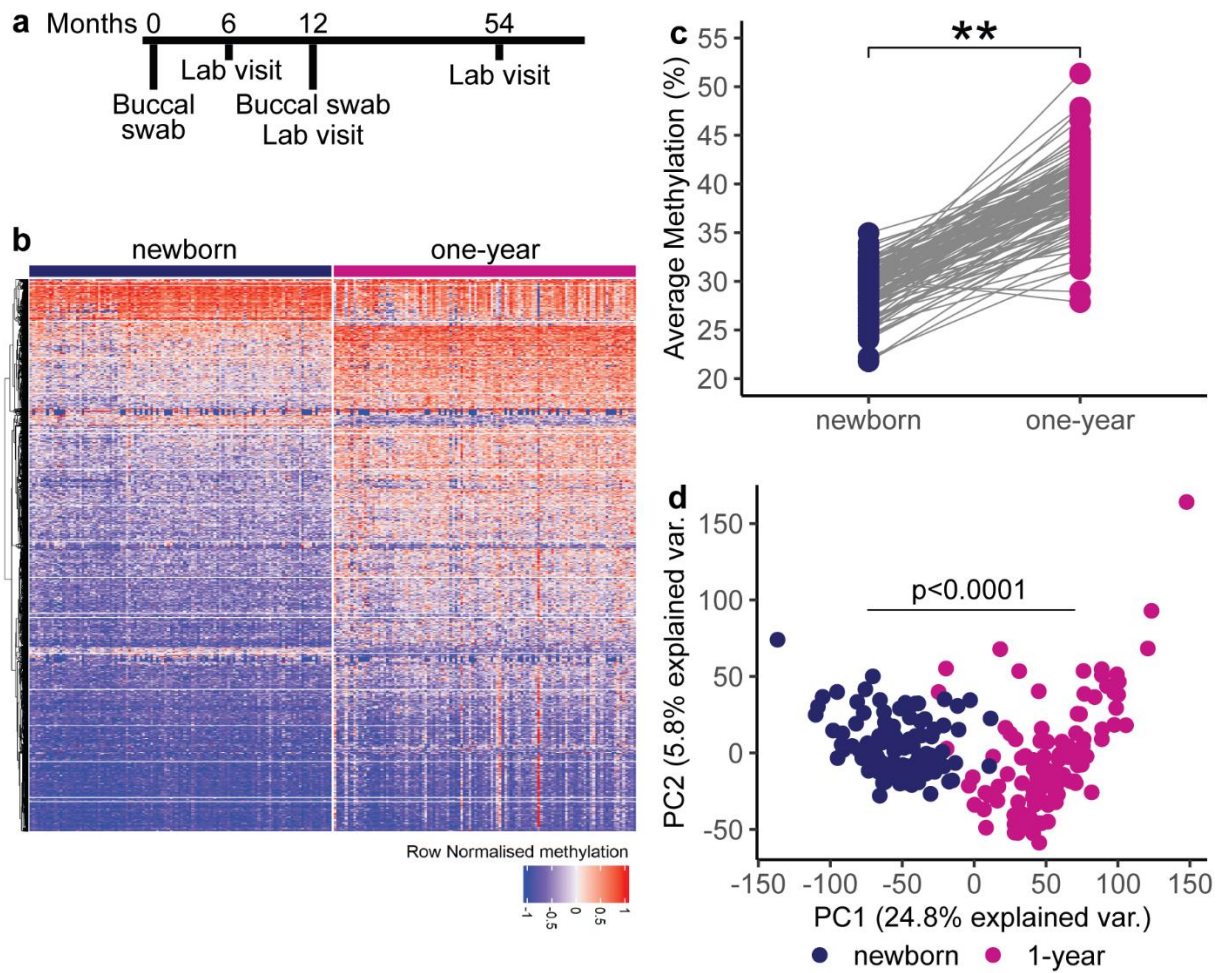 a
Months 0 6 12 54
Lab visit
Lab visit
Buccal
swab
Buccal swab
Lab visit
b
newborn one-year
Row Normalised methylation
-1 -0.5 0 0.5 1
c
**
Average Methylation (%)
55
50
45
40
35
30
25
20
newborn one-year
d
p<0.0001
PC2 (5.8% explained var.)
150
100
50
0
-50
-150 -100 -50 0 50 100 150
PC1 (24.8% explained var.)
newborn 1-year